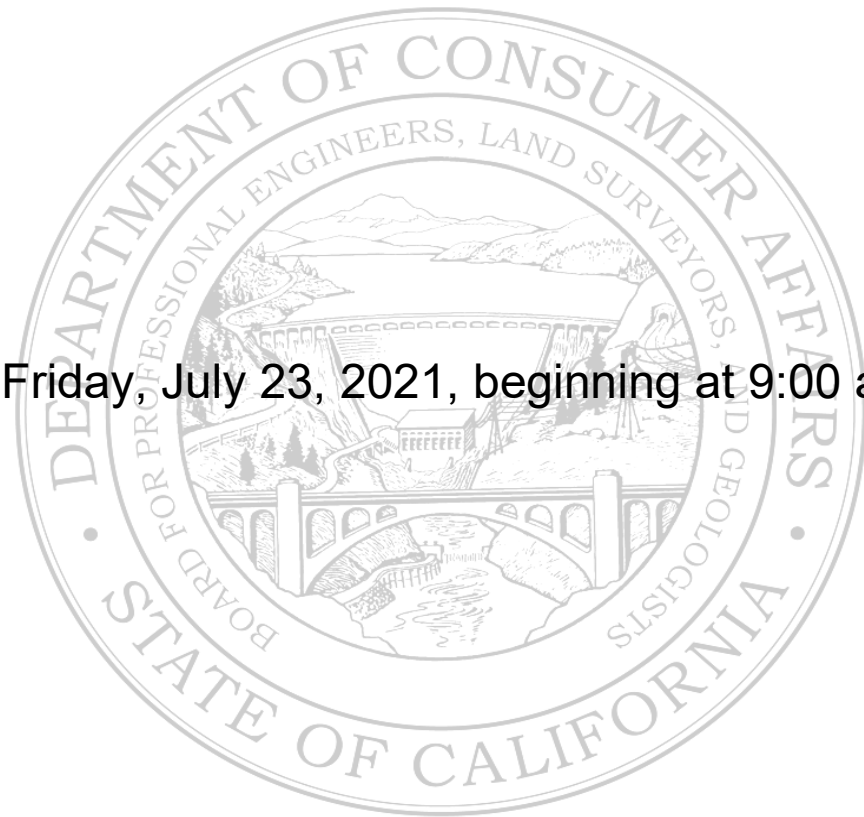 DEPARTMENT OF CONSUMER AFFAIRS
BOARD FOR PROFESSIONAL ENGINEERS, LAND SURVEYORS, AND GEOLOGISTS
Friday, July 23, 2021, beginning at 9:00 a
STATE OF CALIFORNIA